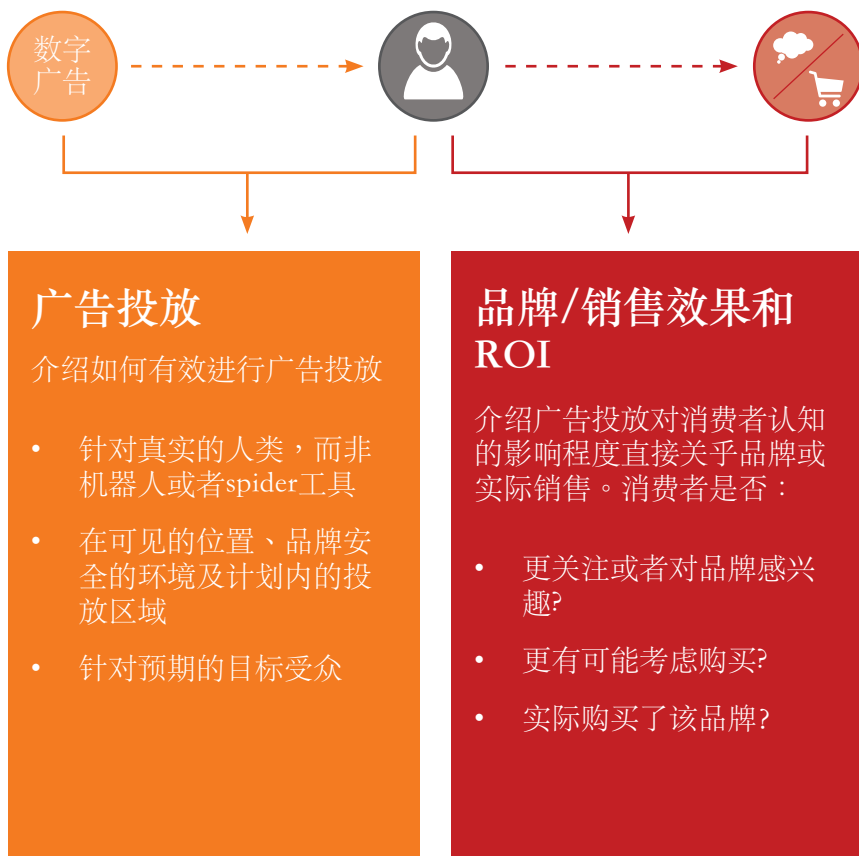 数字
广告
广告投放
介绍如何有效进行广告投放
• 针对真实的人类，而非
机器人或者spider工具
• 在可见的位置、品牌安
全的环境及计划内的投
放区域
• 针对预期的目标受众
品牌/销售效果和
ROI
介绍广告投放对消费者认知
的影响程度直接关乎品牌或
实际销售。消费者是否：
• 更关注或者对品牌感兴
趣?
• 更有可能考虑购买?
• 实际购买了该品牌?